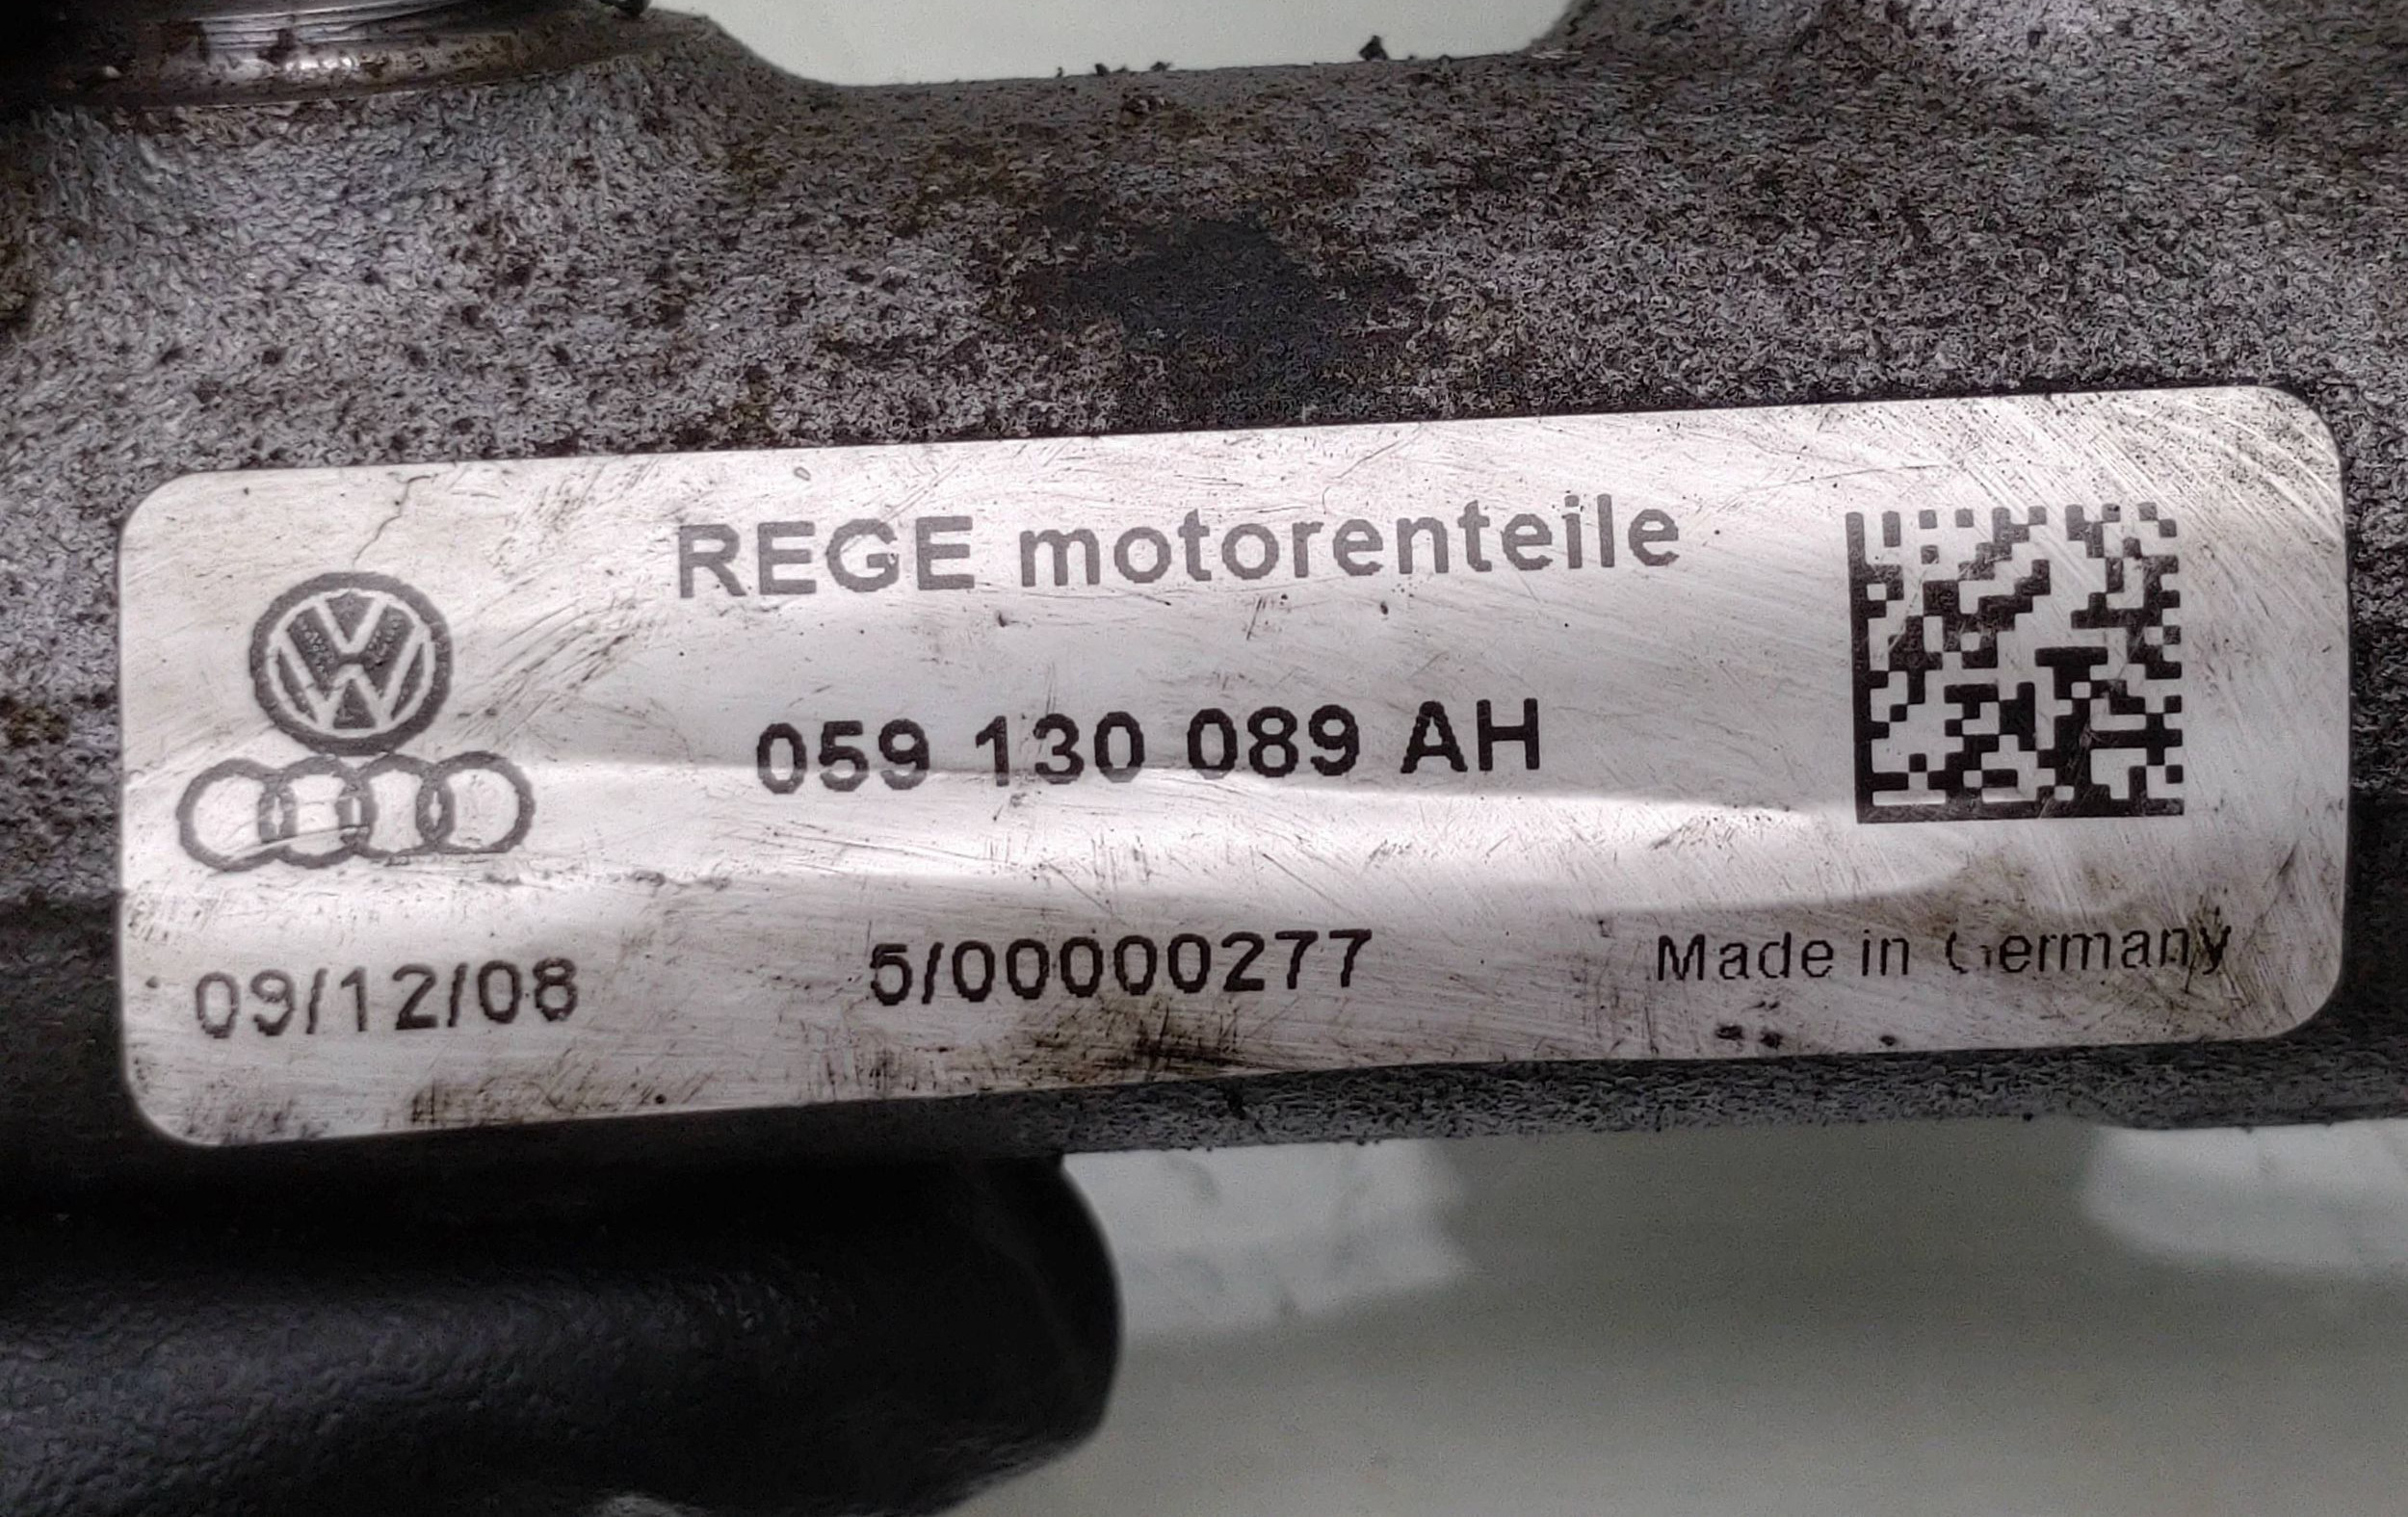 REGE motorenteile
059 130 089 AH
09/12/08 5/00000277 Made in Germany